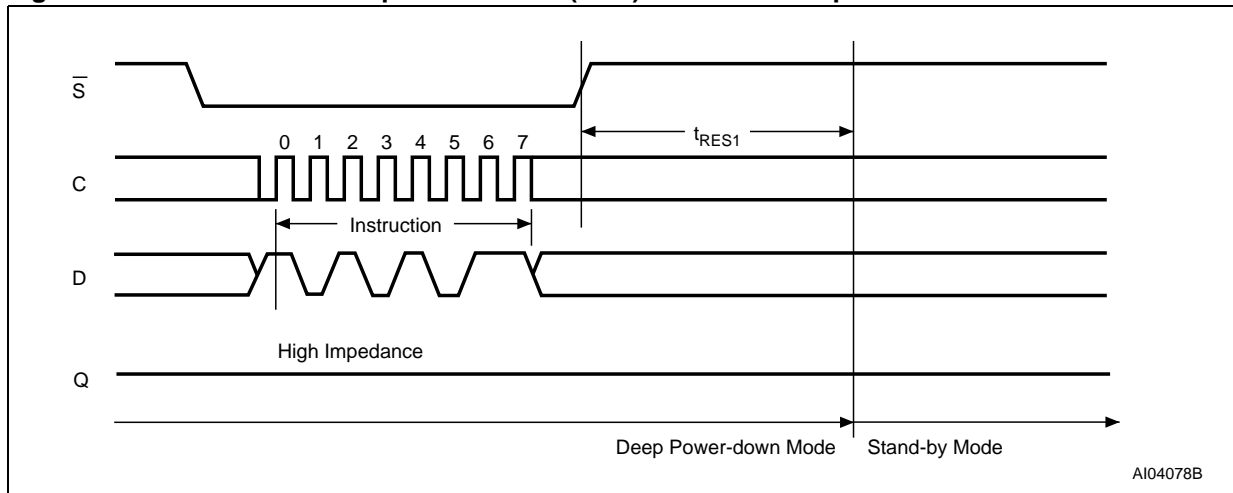 S
0 1 2 3 4 5 6 7
tRES1
C
Instruction
D
High Impedance
Q
Deep Power-down Mode Stand-by Mode
AI04078B